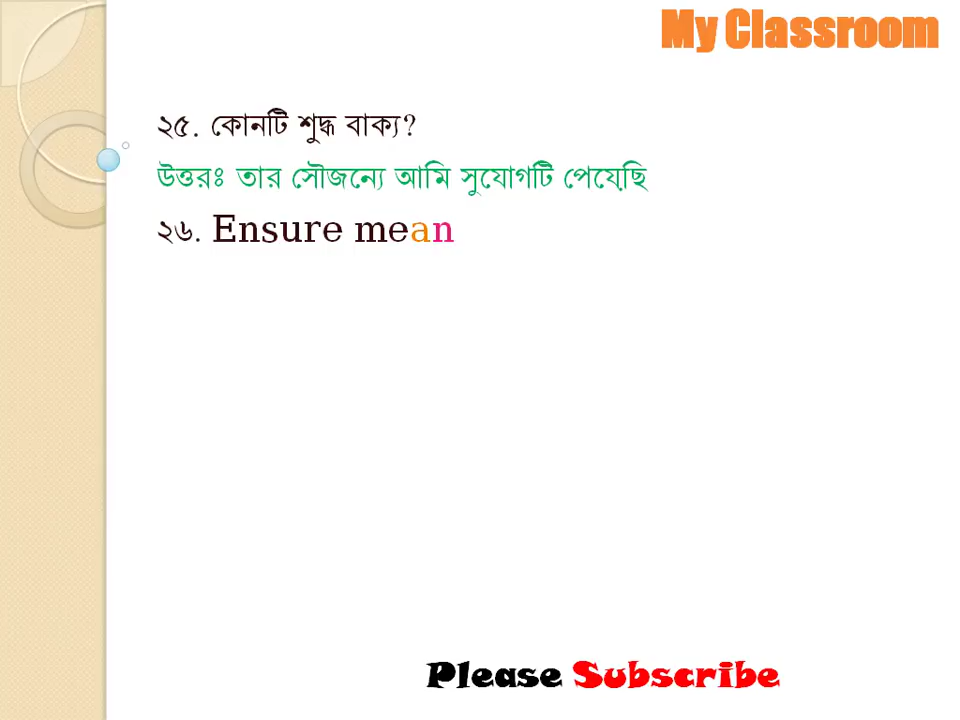 My Classroom
২৫. কোনটি শুদ্ধ বাক্য?
উত্তরঃ তার সৌজন্যে আমি সুযোগটি পেয়েছি
২৬. Ensure mean
Please Subscribe